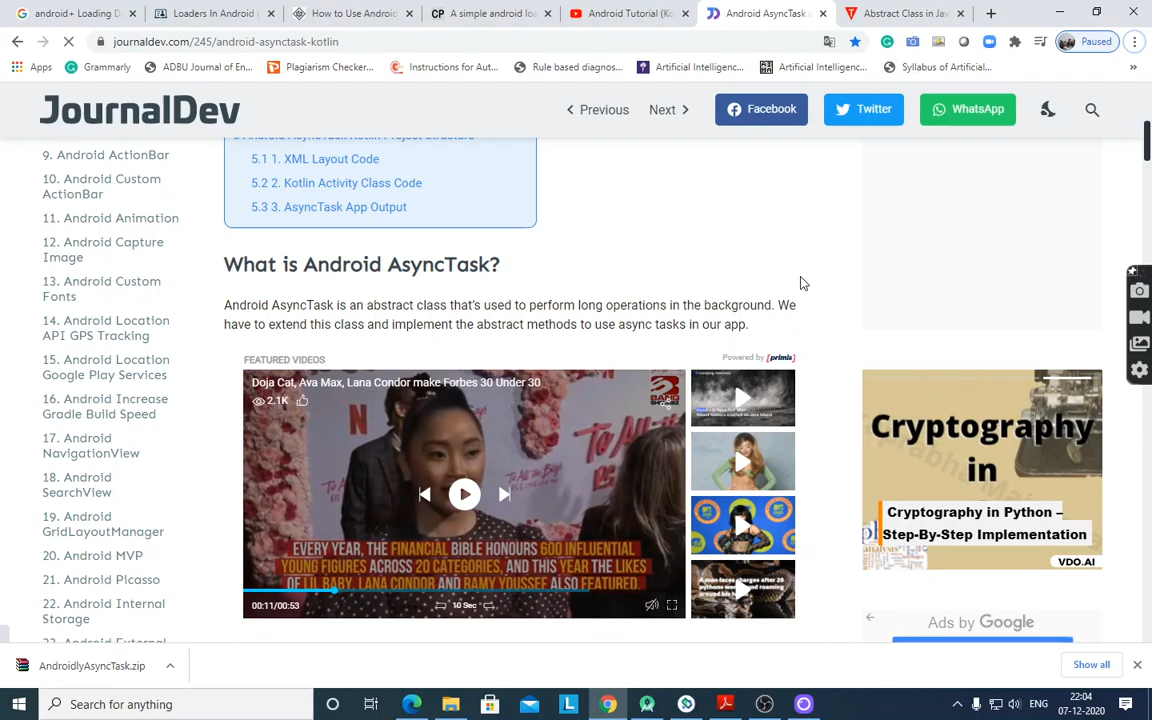 android+ Loading D
Loaders In Android (
How to Use Android
CP A simple android loa
Android Tutorial (Ko
Android AsyncTask u
Abstract Class in Jav
journaldev.com/245/android-asynctask-kotlin
Paused
Apps
Grammarly
ADBU Journal of En...
Plagiarism Checker...
Instructions for Aut...
Rule based diagnos...
Artificial Intelligenc...
Artificial Intelligenc...
Syllabus of Artificial...
»
JournalDev
Previous
Next
Facebook
Twitter
WhatsApp
9. Android ActionBar
10. Android Custom
ActionBar
11. Android Animation
12. Android Capture
Image
13. Android Custom
Fonts
14. Android Location
API GPS Tracking
15. Android Location
Google Play Services
16. Android Increase
Gradle Build Speed
17. Android
NavigationView
18. Android
SearchView
19. Android
GridLayoutManager
20. Android MVP
21. Android Picasso
22. Android Internal
Storage
5 Android AsyncTask Kotlin Project Structure
5.1 1. XML Layout Code
5.2 2. Kotlin Activity Class Code
5.3 3. AsyncTask App Output
What is Android AsyncTask?
Android AsyncTask is an abstract class that's used to perform long operations in the background. We
have to extend this class and implement the abstract methods to use async tasks in our app.
FEATURED VIDEOS
Powered by [primis]
Doja Cat, Ava Max, Lana Condor make Forbes 30 Under 30
2.1K
EVERY YEAR, THE FINANCIAL BIBLE HONOURS 600 INFLUENTIAL
YOUNG FIGURES ACROSS 20 CATEGORIES, AND THIS YEAR THE LIKES
OF LIL BABY, LANA CONDOR AND RAMY YOUSSEF ALSO FEATURED.
00:11/00:53
10 Sec
Cryptography
in
Cryptography in Python –
Step-By-Step Implementation
VDO.AI
Ads by Google
AndroidlyAsyncTask.zip
Show all
Search for anything
ENG
22:04
07-12-2020